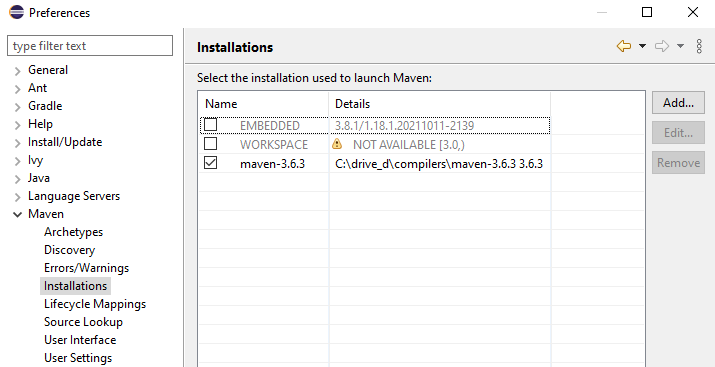 Preferences
type filter text
General
Ant
Gradle
Help
Install/Update
Ivy
Java
Language Servers
Maven
Archetypes
Discovery
Errors/Warnings
Installations
Lifecycle Mappings
Source Lookup
User Interface
User Settings
Installations
Select the installation used to launch Maven:
Name Details
EMBEDDED 3.8.1/1.18.1.20211011-2139
WORKSPACE NOT AVAILABLE [3.0,)
maven-3.6.3 C:\drive_d\compilers\maven-3.6.3 3.6.3
Add...
Edit...
Remove